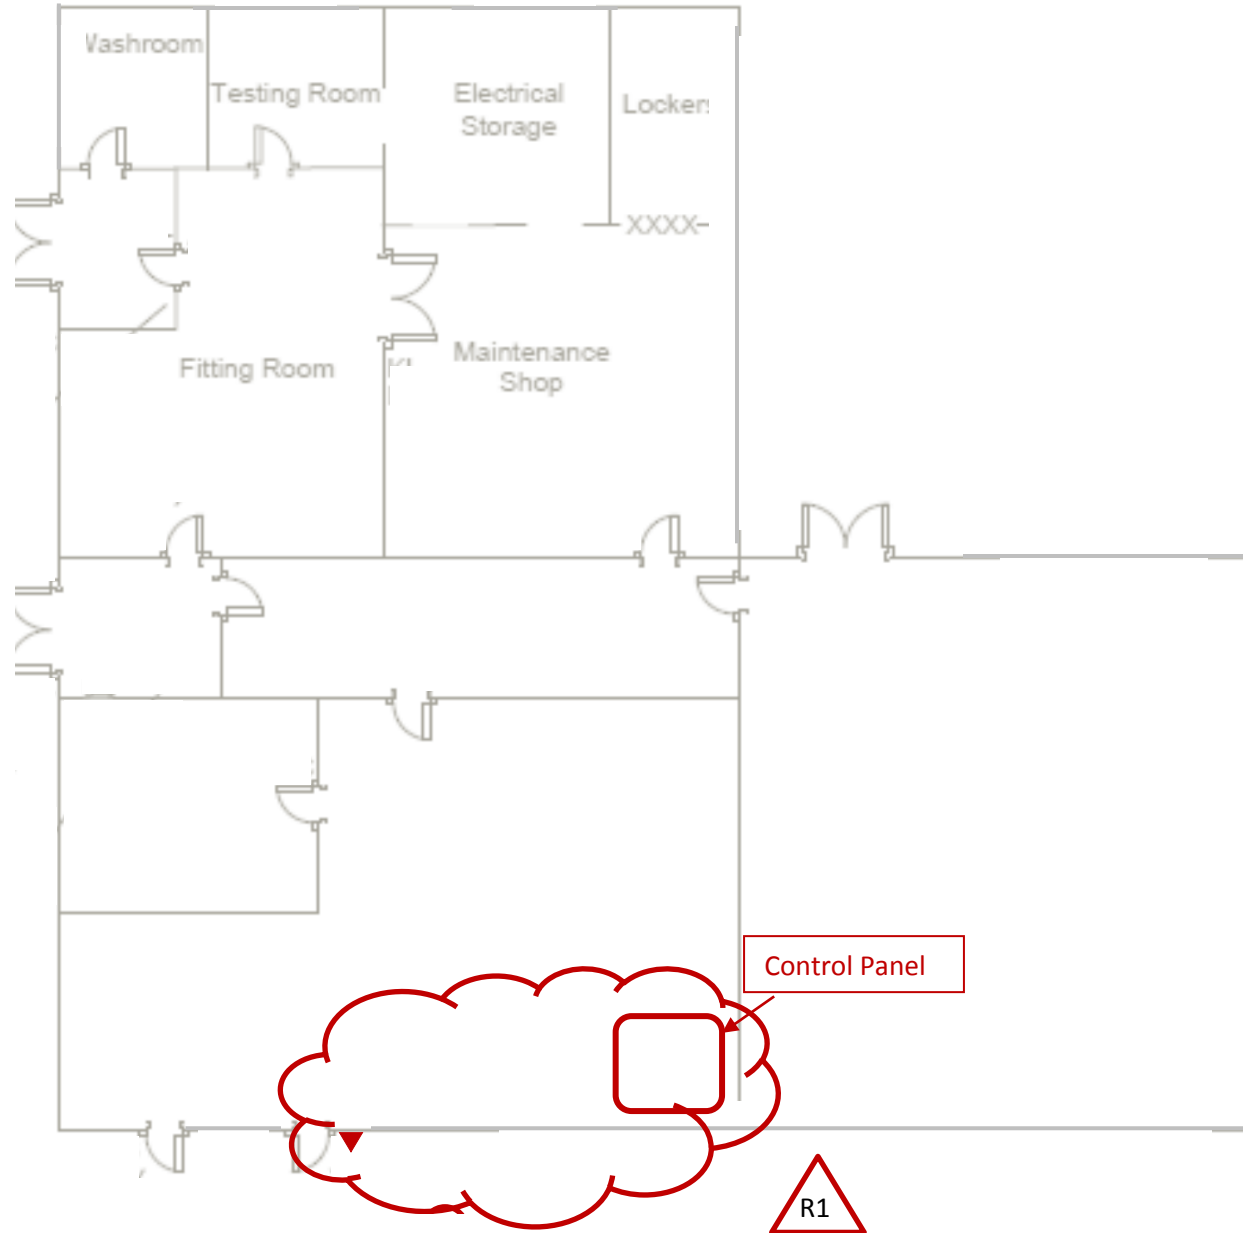 Washroom
Testing Room
Electrical
Storage
Lockers
XXXX
Fitting Room
Maintenance
Shop
Control Panel
R1